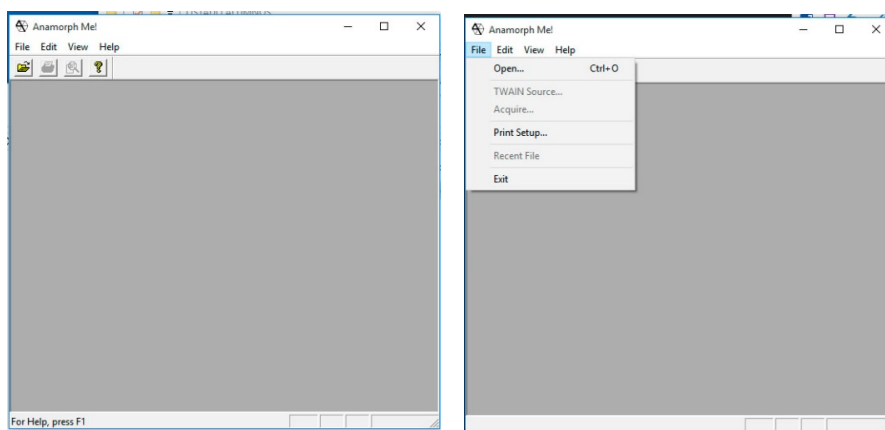 Anamorph Me!
File Edit View Help
For Help, press F1
Anamorph Me!
File Edit View Help
Open... Ctrl+O
TWAIN Source...
Acquire...
Print Setup...
Recent File
Exit